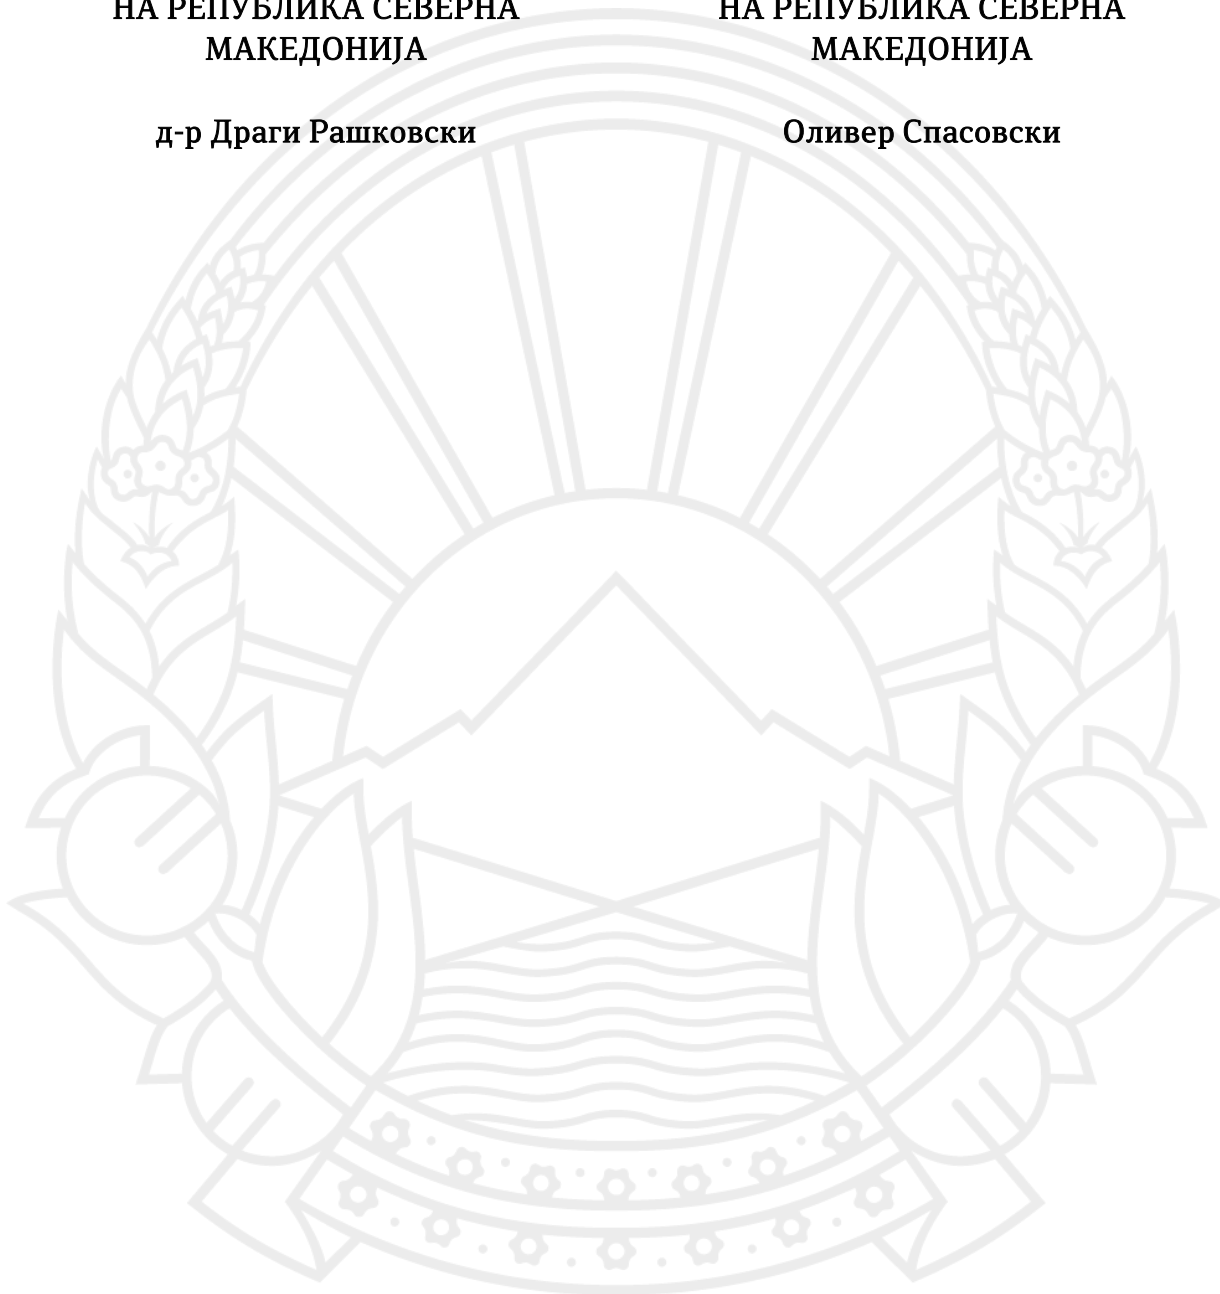 НА РЕПУБЛИКА СЕВЕРНА
МАКЕДОНИЈА
д-р Драги Рашковски
НА РЕПУБЛИКА СЕВЕРНА
МАКЕДОНИЈА
Оливер Спасовски